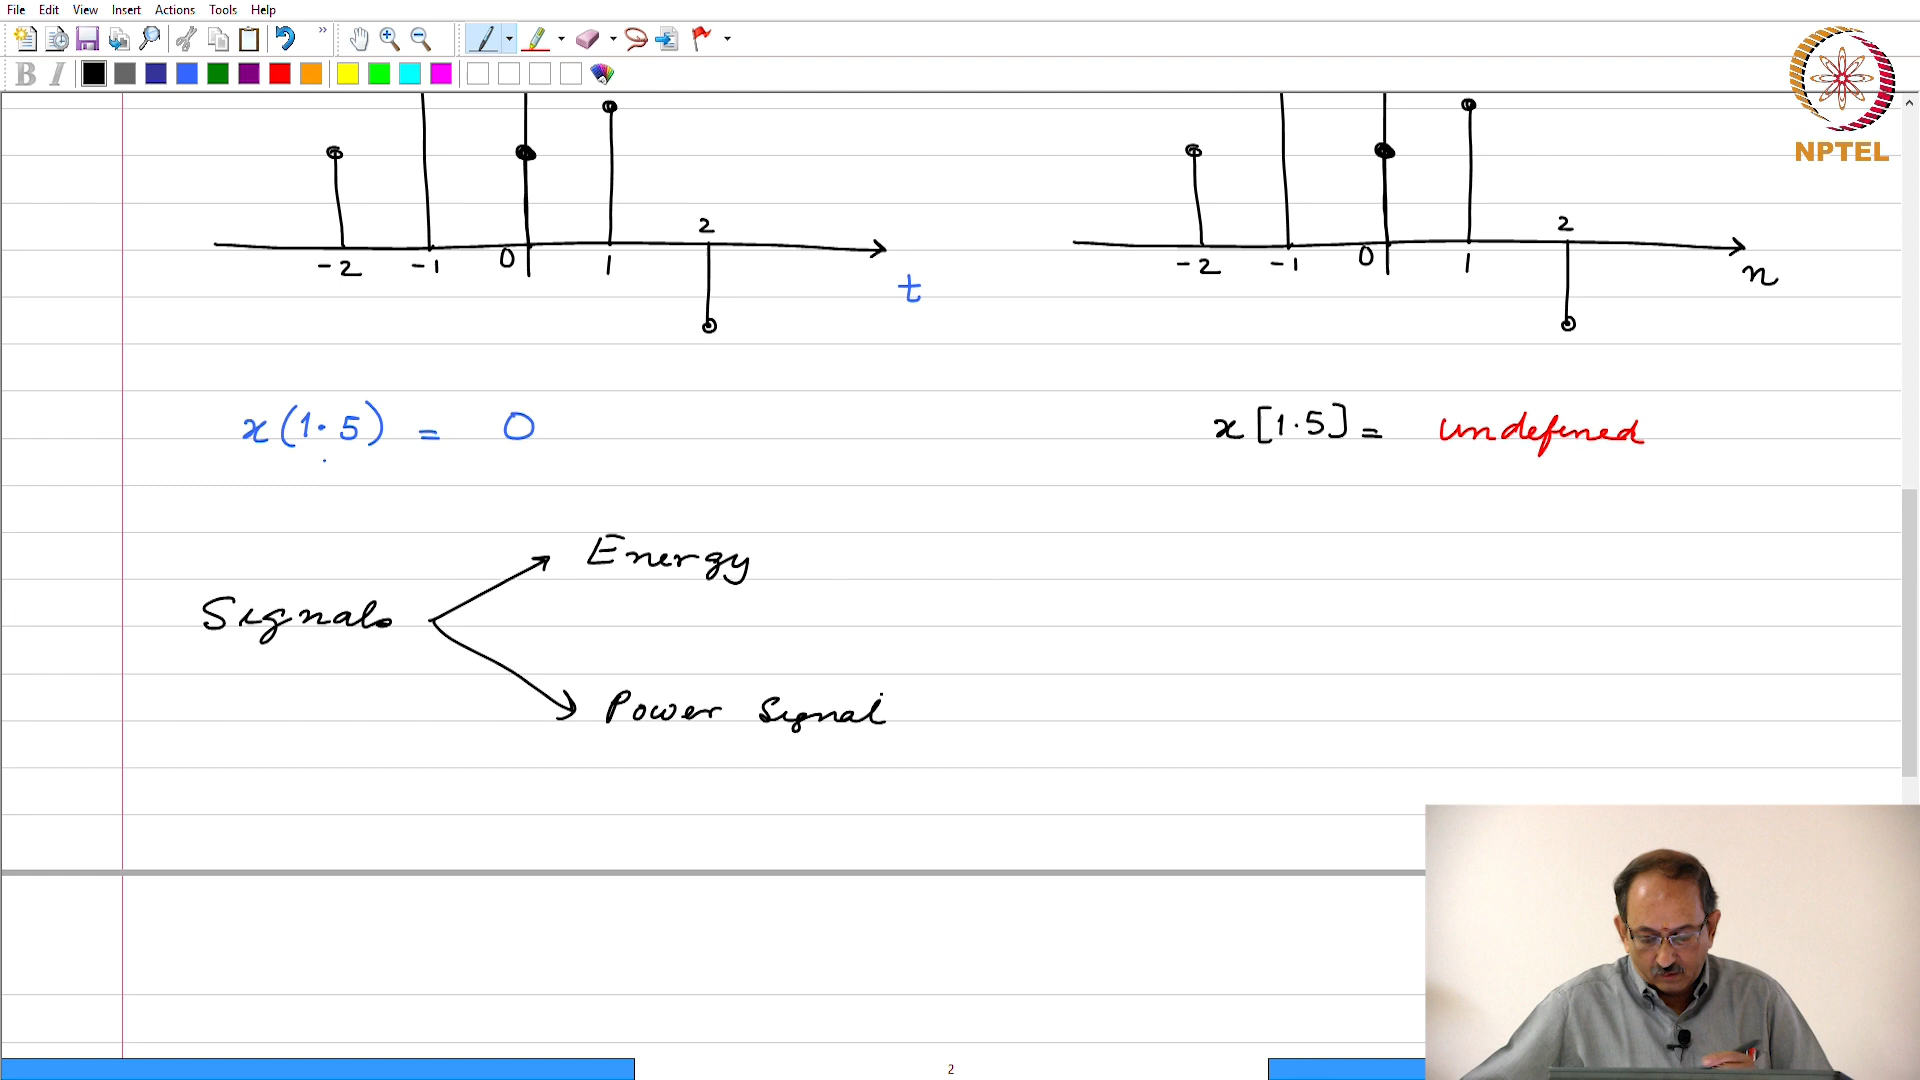 File Edit View Insert Actions Tools Help
B I
NPTEL
2 2
-2 -1 0 1 -2 -1 0 1
t n
x(1.5) = 0 x[1.5] = undefined
Energy
Signals
Power Signal
2